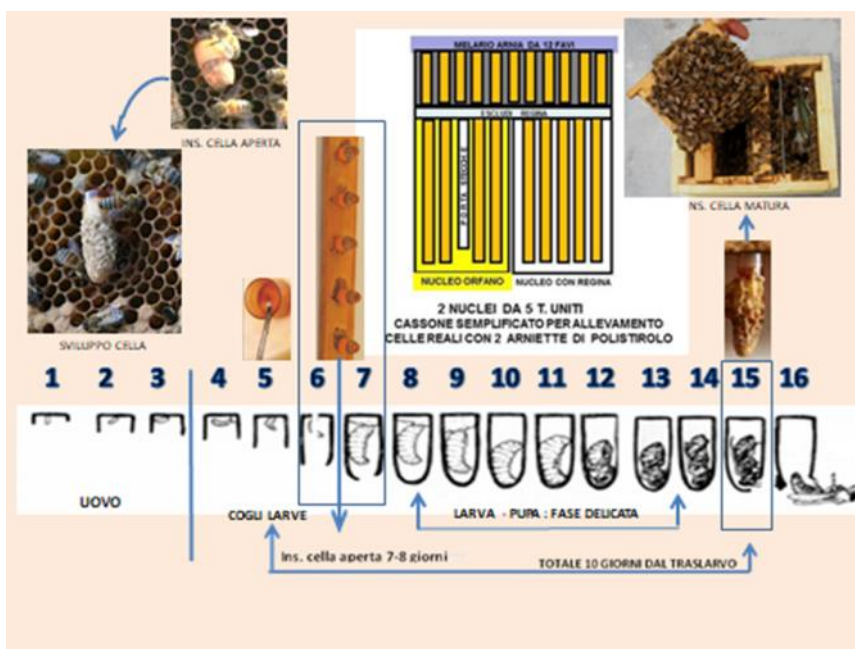 MELARIO ARNIA DA 12 FAVI
ESCLUDI REGINA
PORTA STECCHE
NUCLEO ORFANO
NUCLEO CON REGINA
2 NUCLEI DA 5 T. UNITI
CASSONE SEMPLIFICATO PER ALLEVAMENTO
CELLE REALI CON 2 ARNIETTE DI POLISTIROLO
INS. CELLA APERTA
NS. CELLA MATURA
SVILUPPO CELLA
1 2 3 4 5 6 7 8 9 10 11 12 13 14 15 16
UOVO
COGLI LARVE
LARVA - PUPA : FASE DELICATA
Ins. cella aperta 7-8 giorni
TOTALE 10 GIORNI DAL TRASLARVO